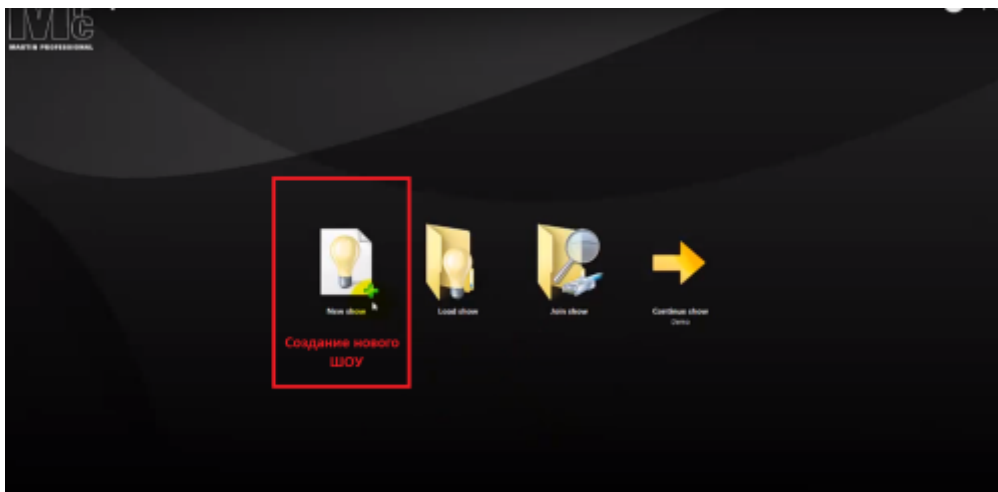 MARTIN PROFESSIONAL
New show
Load show
Join show
Continue show
Demo
Создание нового
ШОУ